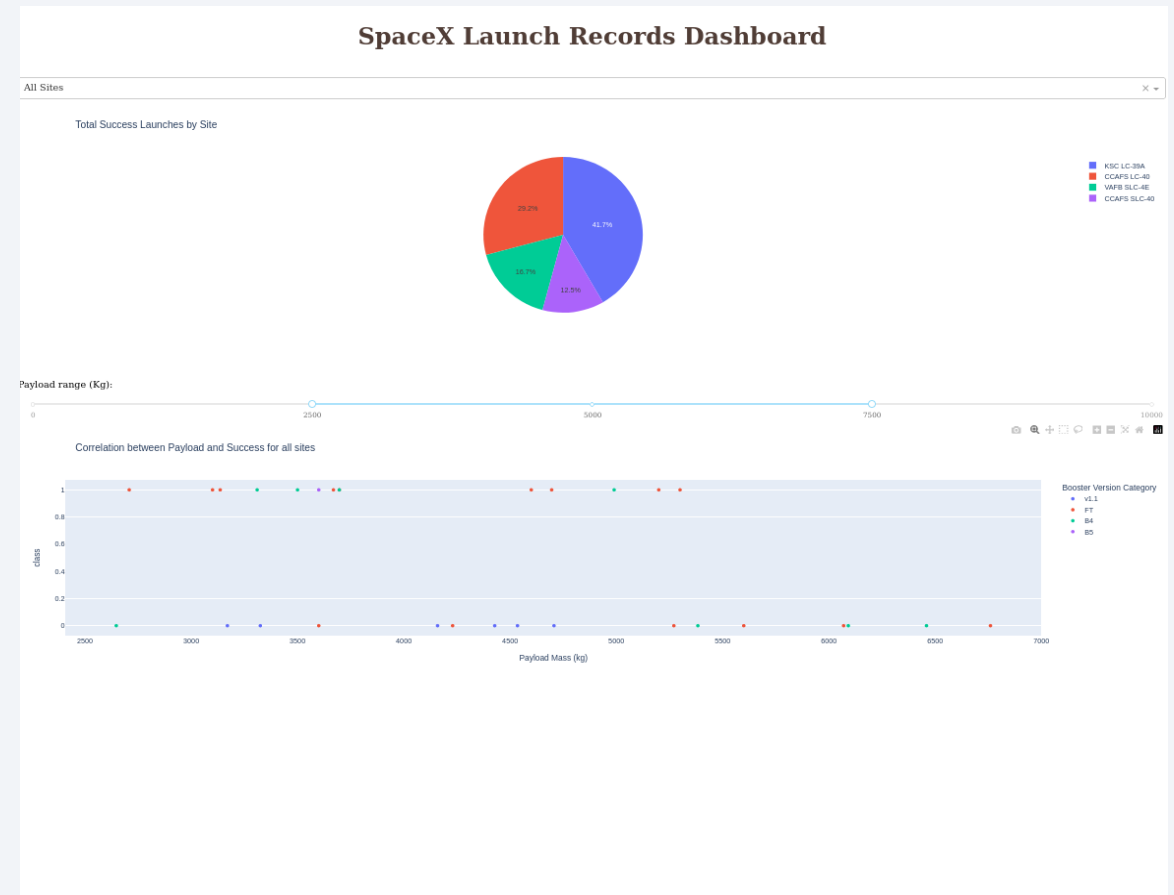 SpaceX Launch Records Dashboard
All Sites
Total Success Launches by Site
KSC LC-39A
CCAFS LC-40
VAFB SLC-4E
CCAFS SLC-40
29.2%
41.7%
16.7%
12.5%
Payload range (Kg):
0 2500 5000 7500 10000
Correlation between Payload and Success for all sites
Booster Version Category
v1.1
FT
B4
B5
class
1
0.8
0.6
0.4
0.2
0
2500 3000 3500 4000 4500 5000 5500 6000 6500 7000
Payload Mass (kg)